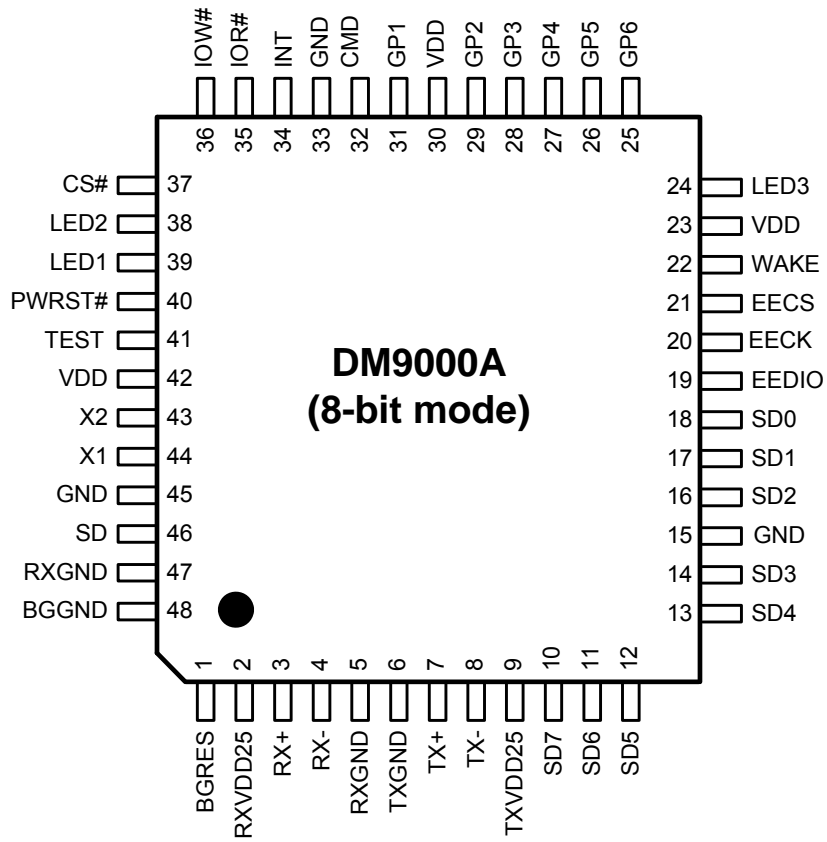 IOW#
IOR#
INT
GND
CMD
GP1
VDD
GP2
GP3
GP4
GP5
GP6
36
35
34
33
32
31
30
29
28
27
26
25
CS# 37
LED2 38
LED1 39
PWRST# 40
TEST 41
VDD 42
X2 43
X1 44
GND 45
SD 46
RXGND 47
BGGND 48
DM9000A
(8-bit mode)
24 LED3
23 VDD
22 WAKE
21 EECS
20 EECK
19 EEDIO
18 SD0
17 SD1
16 SD2
15 GND
14 SD3
13 SD4
1
2
3
4
5
6
7
8
9
10
11
12
BGRES
RXVDD25
RX+
RX-
RXGND
TXGND
TX+
TX-
TXVDD25
SD7
SD6
SD5